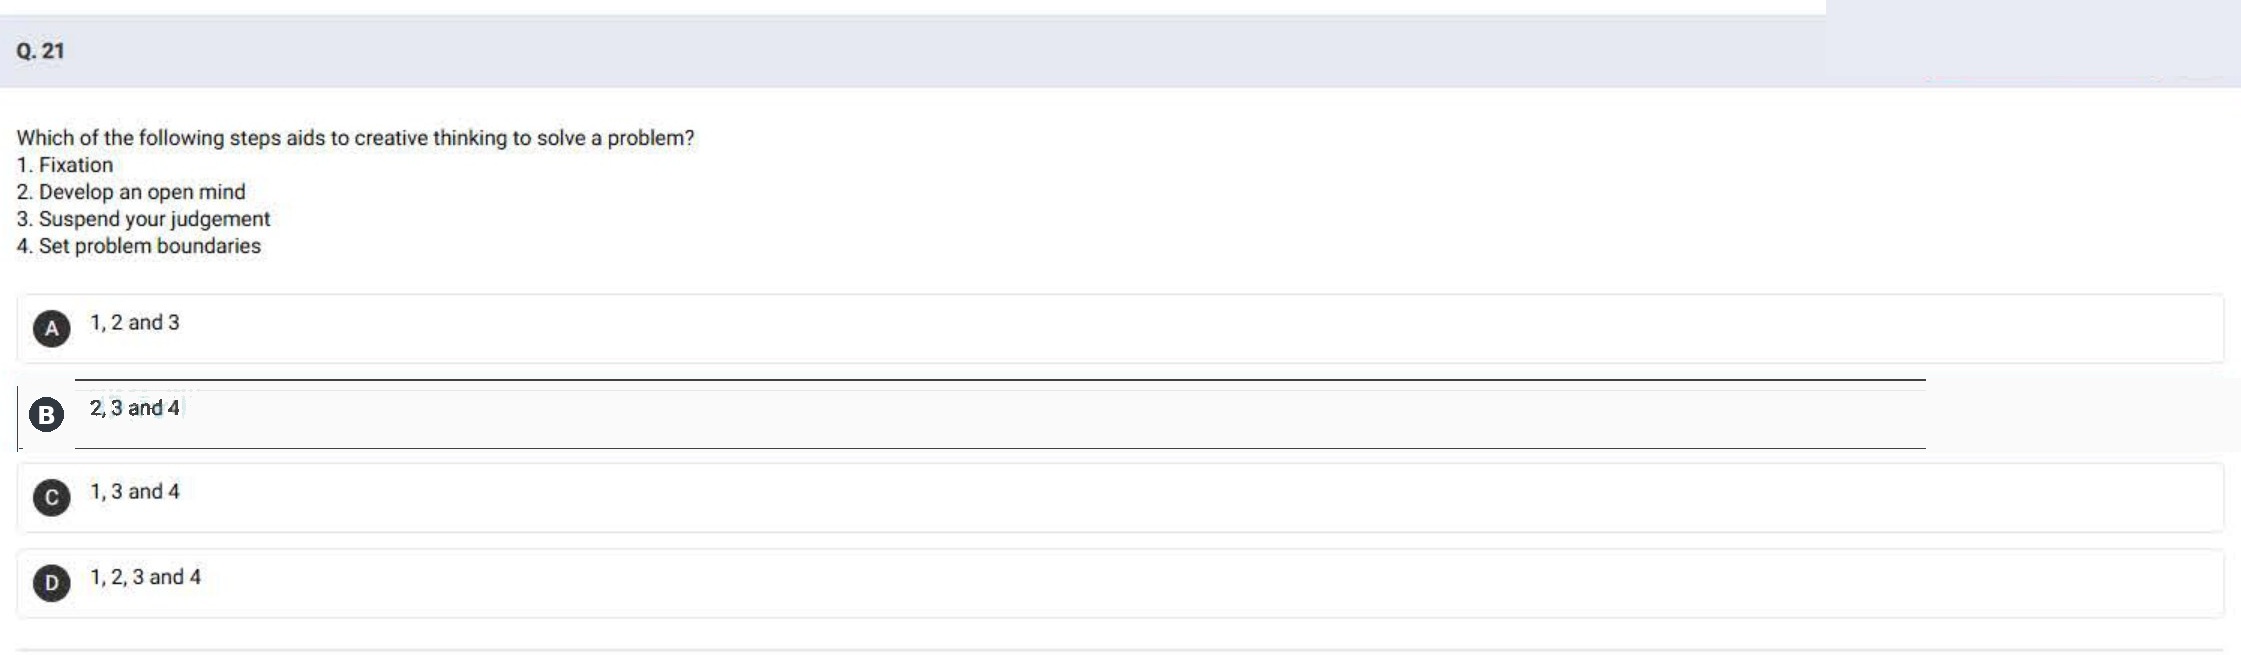 Q. 21
Which of the following steps aids to creative thinking to solve a problem?
1. Fixation
2. Develop an open mind
3. Suspend your judgement
4. Set problem boundaries
A 1, 2 and 3
B 2, 3 and 4
C 1, 3 and 4
D 1, 2, 3 and 4